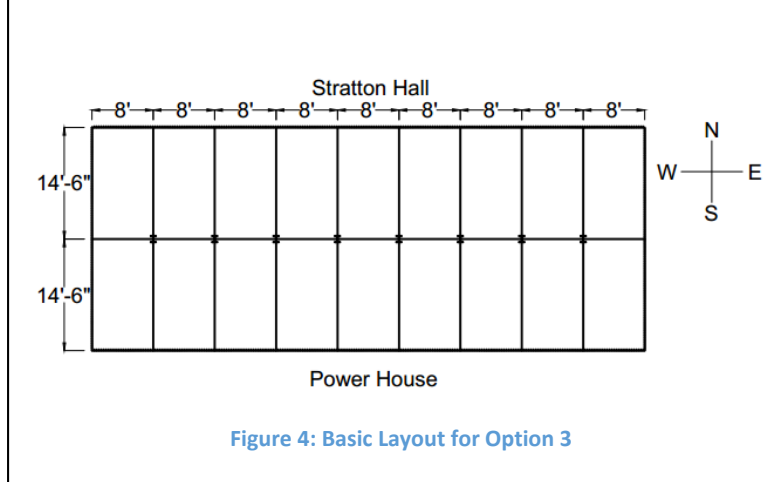 Stratton Hall
8' 8' 8' 8' 8' 8' 8' 8' 8'
N
14'-6"
W E
S
14'-6"
Power House
Figure 4: Basic Layout for Option 3